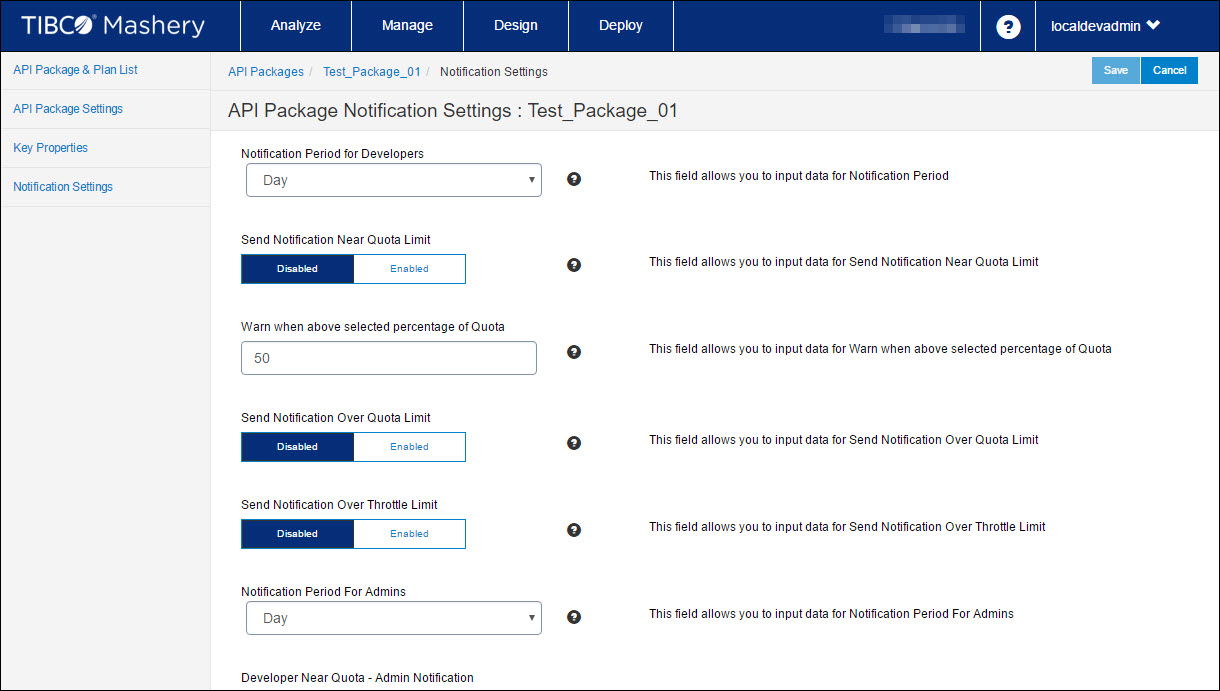 TIBCO Mashery
Analyze
Manage
Design
Deploy
?
localdevadmin
API Package & Plan List
API Package Settings
Key Properties
Notification Settings
API Packages / Test_Package_01 / Notification Settings
Save
Cancel
API Package Notification Settings : Test_Package_01
Notification Period for Developers
Day
?
This field allows you to input data for Notification Period
Send Notification Near Quota Limit
Disabled
Enabled
?
This field allows you to input data for Send Notification Near Quota Limit
Warn when above selected percentage of Quota
50
?
This field allows you to input data for Warn when above selected percentage of Quota
Send Notification Over Quota Limit
Disabled
Enabled
?
This field allows you to input data for Send Notification Over Quota Limit
Send Notification Over Throttle Limit
Disabled
Enabled
?
This field allows you to input data for Send Notification Over Throttle Limit
Notification Period For Admins
Day
?
This field allows you to input data for Notification Period For Admins
Developer Near Quota - Admin Notification